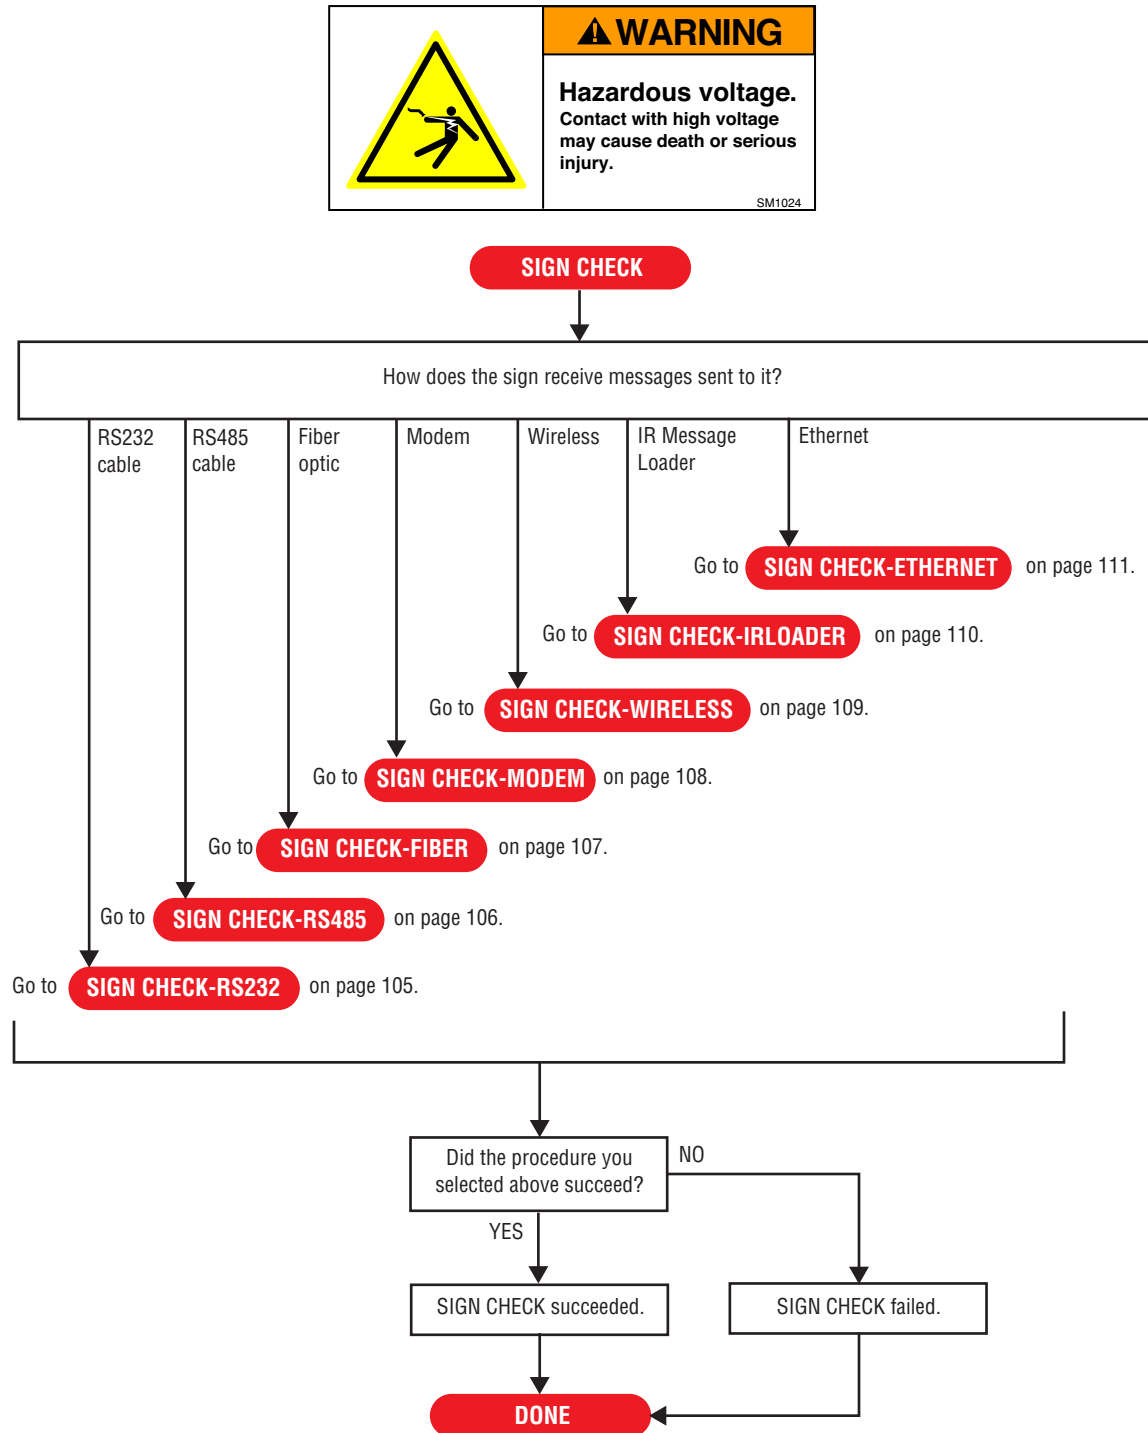 WARNING
Hazardous voltage.
Contact with high voltage
may cause death or serious
injury.
SM1024
SIGN CHECK
How does the sign receive messages sent to it?
RS232
cable
RS485
cable
Fiber
optic
Modem
Wireless
IR Message
Loader
Ethernet
Go to SIGN CHECK-ETHERNET on page 111.
Go to SIGN CHECK-IRLOADER on page 110.
Go to SIGN CHECK-WIRELESS on page 109.
Go to SIGN CHECK-MODEM on page 108.
Go to SIGN CHECK-FIBER on page 107.
Go to SIGN CHECK-RS485 on page 106.
Go to SIGN CHECK-RS232 on page 105.
Did the procedure you
selected above succeed?
NO
YES
SIGN CHECK succeeded.
SIGN CHECK failed.
DONE